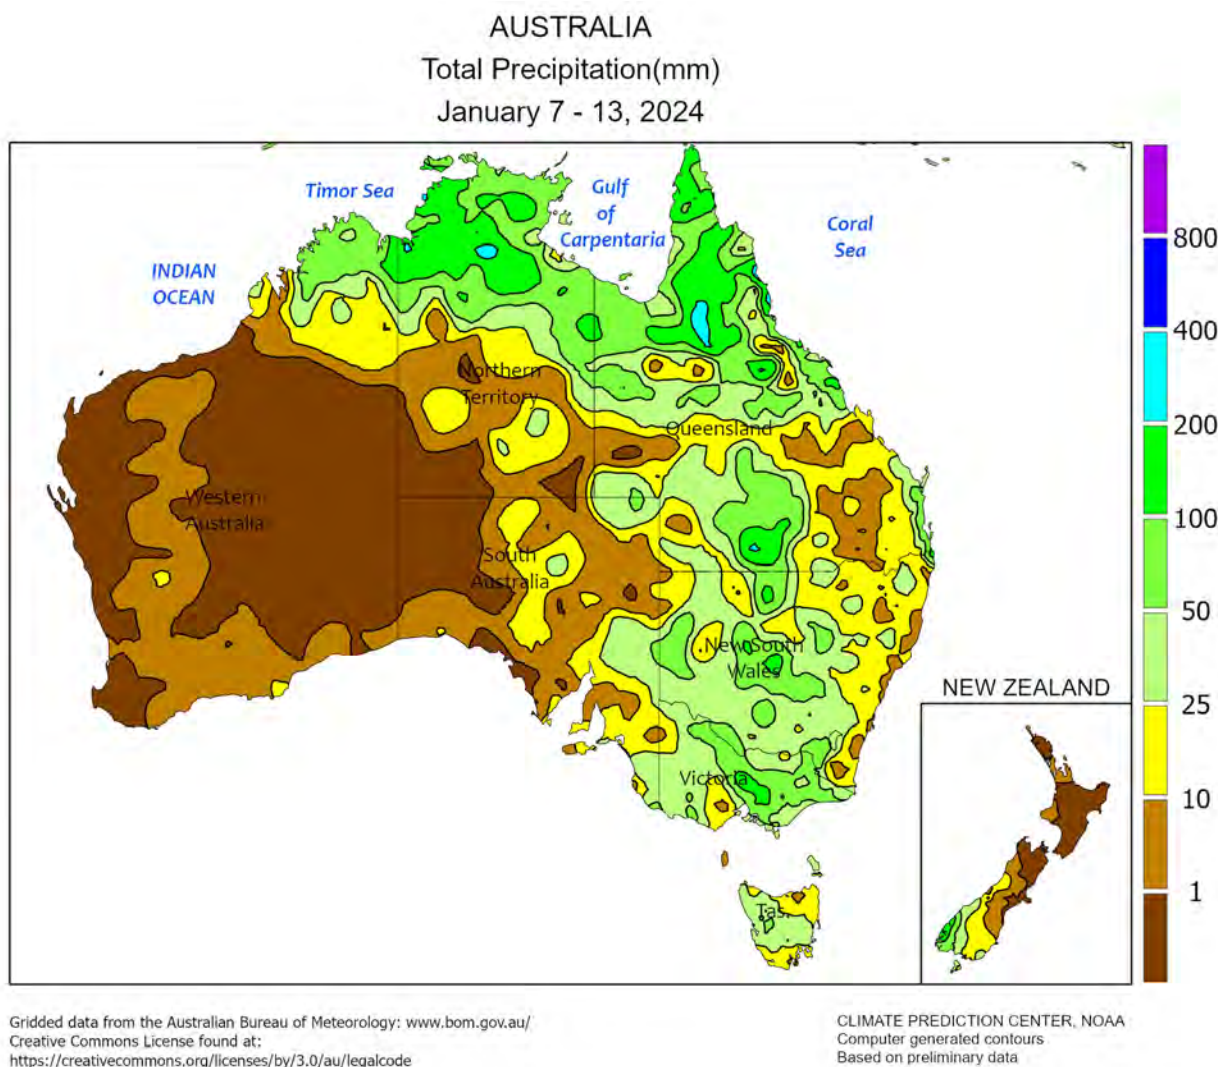 AUSTRALIA
Total Precipitation(mm)
January 7 - 13, 2024
Timor Sea
Gulf
of
Carpentaria
Coral
Sea
INDIAN
OCEAN
Northern
Territory
Queensland
Western
Australia
South
Australia
New South
Wales
Victoria
Tas.
NEW ZEALAND
800
400
200
100
50
25
10
1
Gridded data from the Australian Bureau of Meteorology: www.bom.gov.au/
Creative Commons License found at:
https://creativecommons.org/licenses/by/3.0/au/legalcode
CLIMATE PREDICTION CENTER, NOAA
Computer generated contours
Based on preliminary data